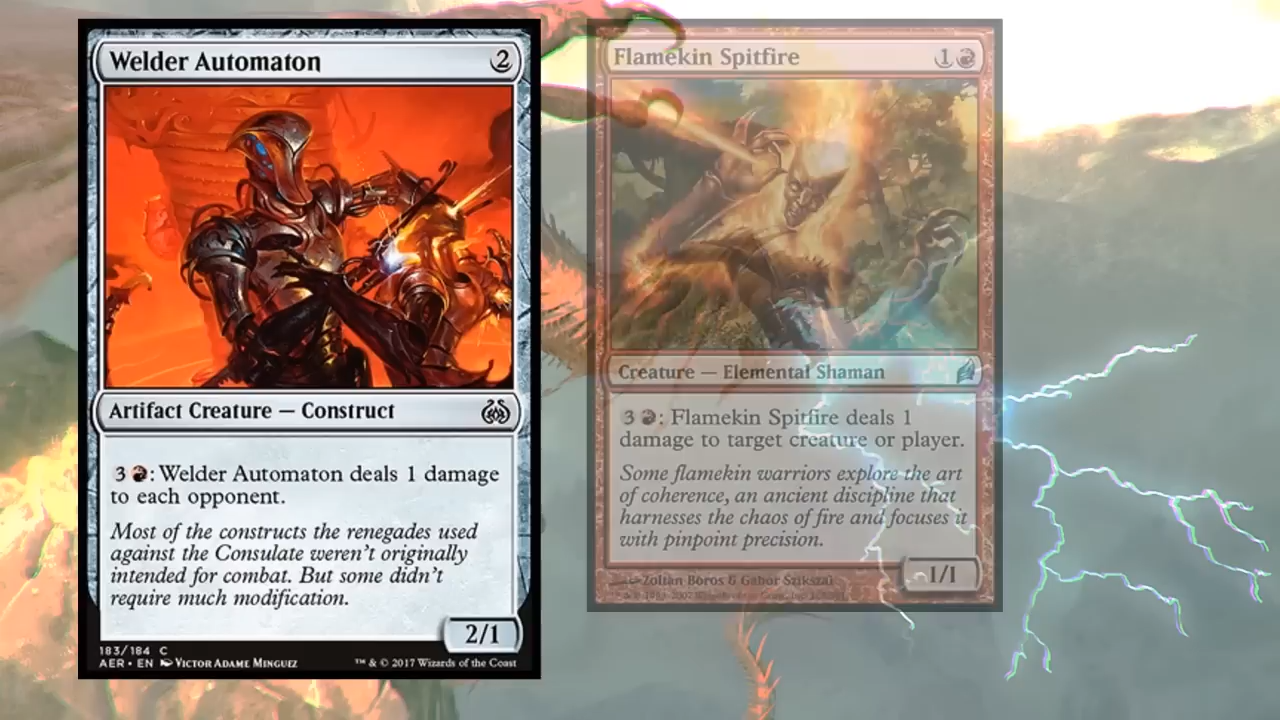 Welder Automaton 2
Artifact Creature — Construct
3 : Welder Automaton deals 1 damage
to each opponent.
Most of the constructs the renegades used
against the Consulate weren't originally
intended for combat. But some didn't
require much modification.
2/1
183/184 C
AER • EN Victor Adame Minguez
™ & © 2017 Wizards of the Coast
Flamekin Spitfire 1
Creature — Elemental Shaman
3 : Flamekin Spitfire deals 1
damage to target creature or player.
Some flamekin warriors explore the art
of coherence, an ancient discipline that
harnesses the chaos of fire and focuses it
with pinpoint precision.
1/1
Zoltan Boros & Gabor Szikszai